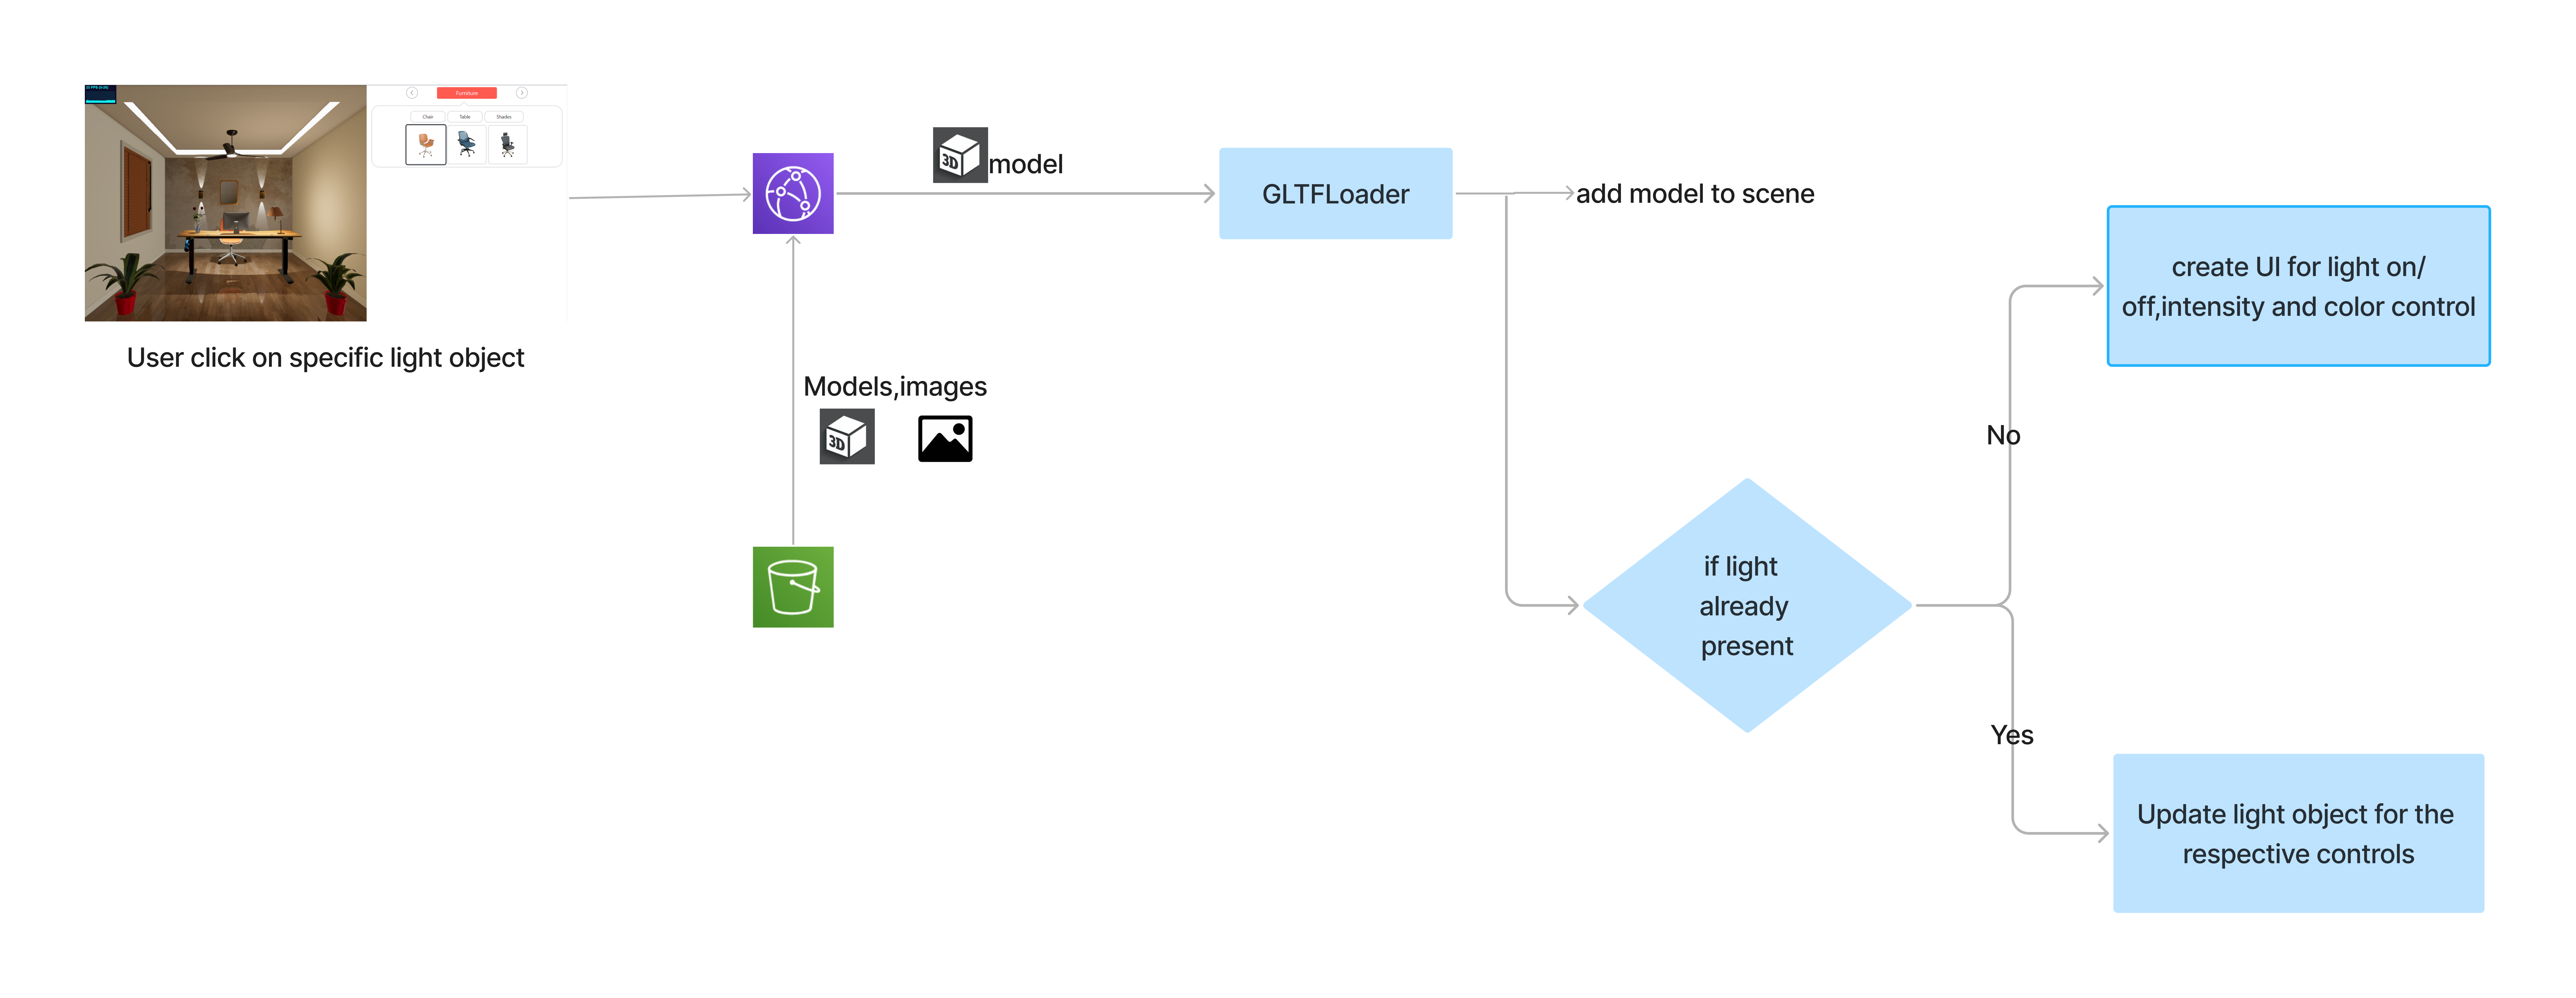 Furniture
Chair
Table
Shades
User click on specific light object
3D
model
GLTFLoader
add model to scene
Models,images
3D
if light
already
present
No
create UI for light on/
off,intensity and color control
Yes
Update light object for the
respective controls